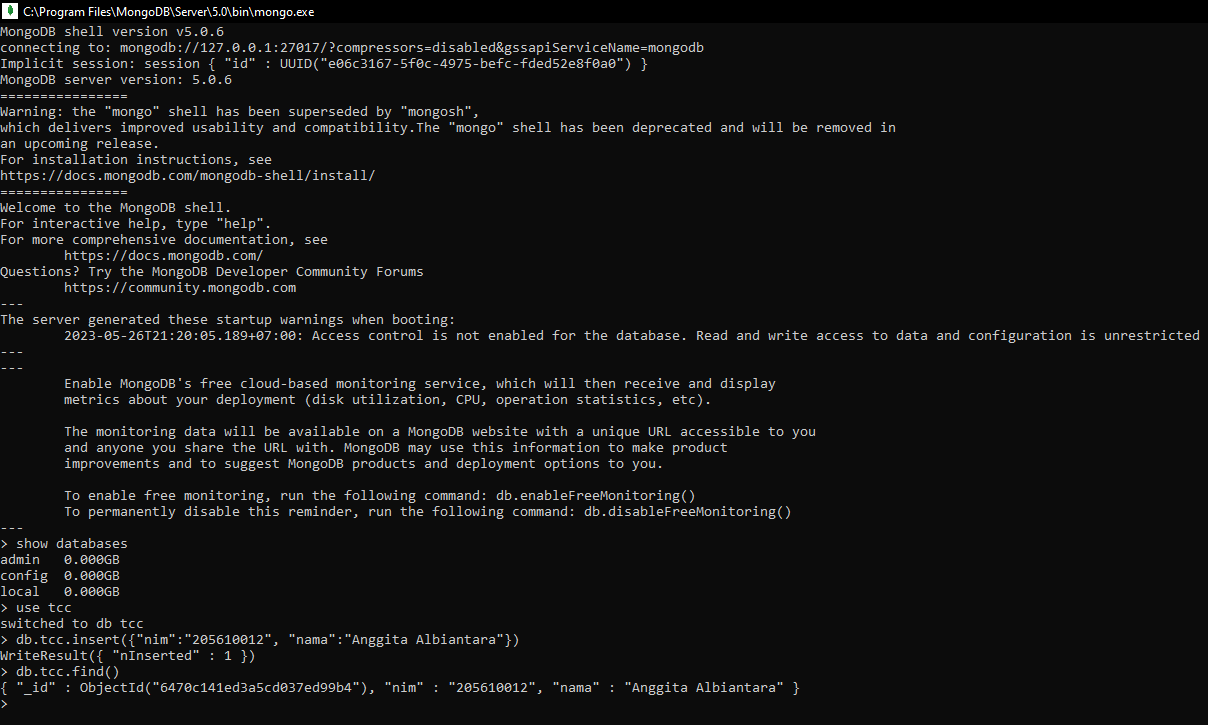 C:\Program Files\MongoDB\Server\5.0\bin\mongo.exe
MongoDB shell version v5.0.6
connecting to: mongodb://127.0.0.1:27017/?compressors=disabled&gssapiServiceName=mongodb
Implicit session: session { "id" : UUID("e06c3167-5f0c-4975-befc-fded52e8f0a0") }
MongoDB server version: 5.0.6
================
Warning: the "mongo" shell has been superseded by "mongosh",
which delivers improved usability and compatibility.The "mongo" shell has been deprecated and will be removed in
an upcoming release.
For installation instructions, see
https://docs.mongodb.com/mongodb-shell/install/
================
Welcome to the MongoDB shell.
For interactive help, type "help".
For more comprehensive documentation, see
        https://docs.mongodb.com/
Questions? Try the MongoDB Developer Community Forums
        https://community.mongodb.com
---
The server generated these startup warnings when booting:
        2023-05-26T21:20:05.189+07:00: Access control is not enabled for the database. Read and write access to data and configuration is unrestricted
---
---
        Enable MongoDB's free cloud-based monitoring service, which will then receive and display
        metrics about your deployment (disk utilization, CPU, operation statistics, etc).

        The monitoring data will be available on a MongoDB website with a unique URL accessible to you
        and anyone you share the URL with. MongoDB may use this information to make product
        improvements and to suggest MongoDB products and deployment options to you.

        To enable free monitoring, run the following command: db.enableFreeMonitoring()
        To permanently disable this reminder, run the following command: db.disableFreeMonitoring()
---
> show databases
admin   0.000GB
config  0.000GB
local   0.000GB
> use tcc
switched to db tcc
> db.tcc.insert({"nim":"205610012", "nama":"Anggita Albiantara"})
WriteResult({ "nInserted" : 1 })
> db.tcc.find()
{ "_id" : ObjectId("6470c141ed3a5cd037ed99b4"), "nim" : "205610012", "nama" : "Anggita Albiantara" }
>